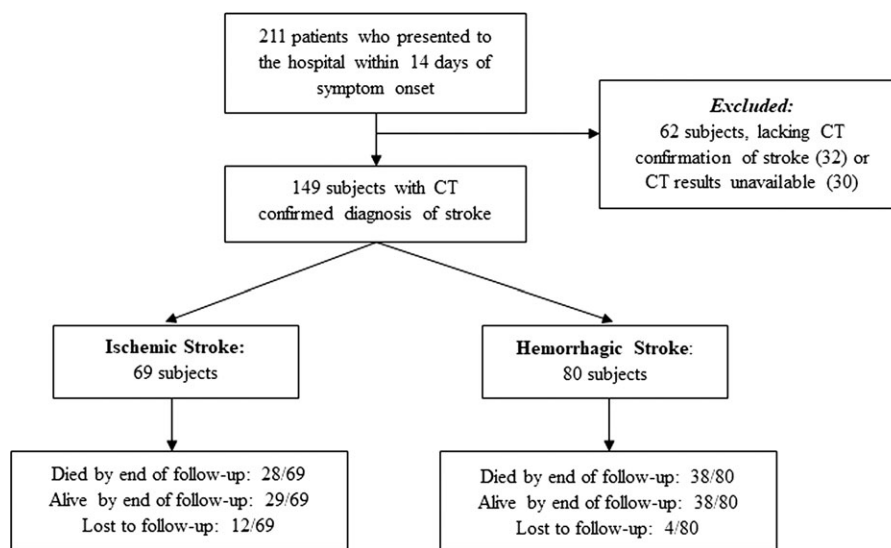 211 patients who presented to
the hospital within 14 days of
symptom onset
Excluded:
62 subjects, lacking CT
confirmation of stroke (32) or
CT results unavailable (30)
149 subjects with CT
confirmed diagnosis of stroke
Ischemic Stroke:
69 subjects
Hemorrhagic Stroke:
80 subjects
Died by end of follow-up: 28/69
Alive by end of follow-up: 29/69
Lost to follow-up: 12/69
Died by end of follow-up: 38/80
Alive by end of follow-up: 38/80
Lost to follow-up: 4/80